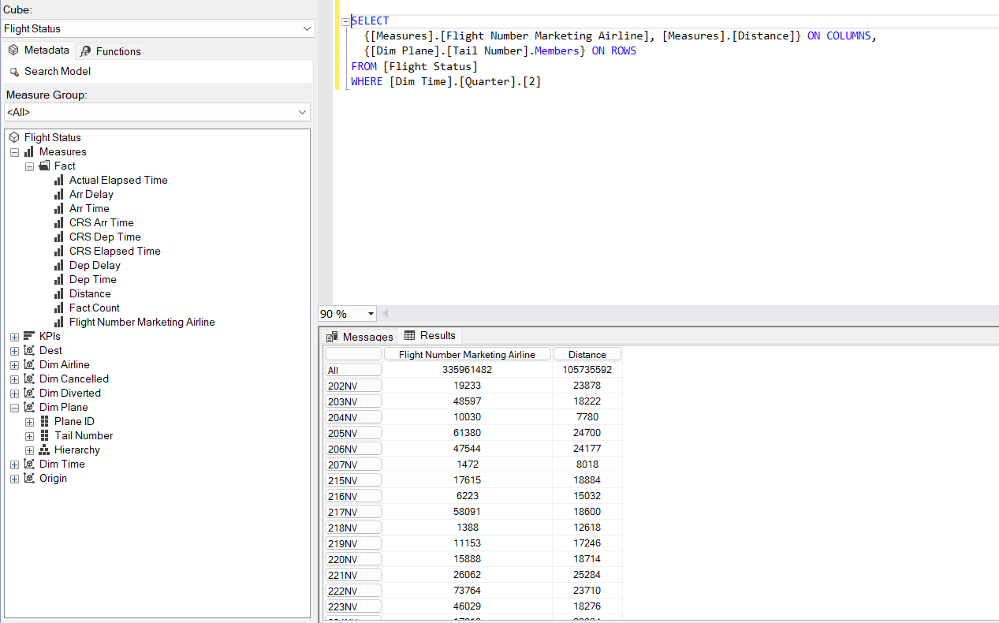 Cube:
Flight Status
Metadata Functions
Search Model
Measure Group:
<All>
Flight Status
Measures
Fact
Actual Elapsed Time
Arr Delay
Arr Time
CRS Arr Time
CRS Dep Time
CRS Elapsed Time
Dep Delay
Dep Time
Distance
Fact Count
Flight Number Marketing Airline
KPIs
Dest
Dim Airline
Dim Cancelled
Dim Diverted
Dim Plane
Plane ID
Tail Number
Hierarchy
Dim Time
Origin
SELECT
{[Measures].[Flight Number Marketing Airline], [Measures].[Distance]} ON COLUMNS,
{[Dim Plane].[Tail Number].Members} ON ROWS
FROM [Flight Status]
WHERE [Dim Time].[Quarter].[2]
90 %
Messages Results
Flight Number Marketing Airline Distance
All 335961482 105735592
202NV 19233 23878
203NV 48597 18222
204NV 10030 7780
205NV 61380 24700
206NV 47544 24177
207NV 1472 8018
215NV 17615 18884
216NV 6223 15032
217NV 58091 18600
218NV 1388 12618
219NV 11153 17246
220NV 15888 18714
221NV 26062 25284
222NV 73764 23710
223NV 46029 18276